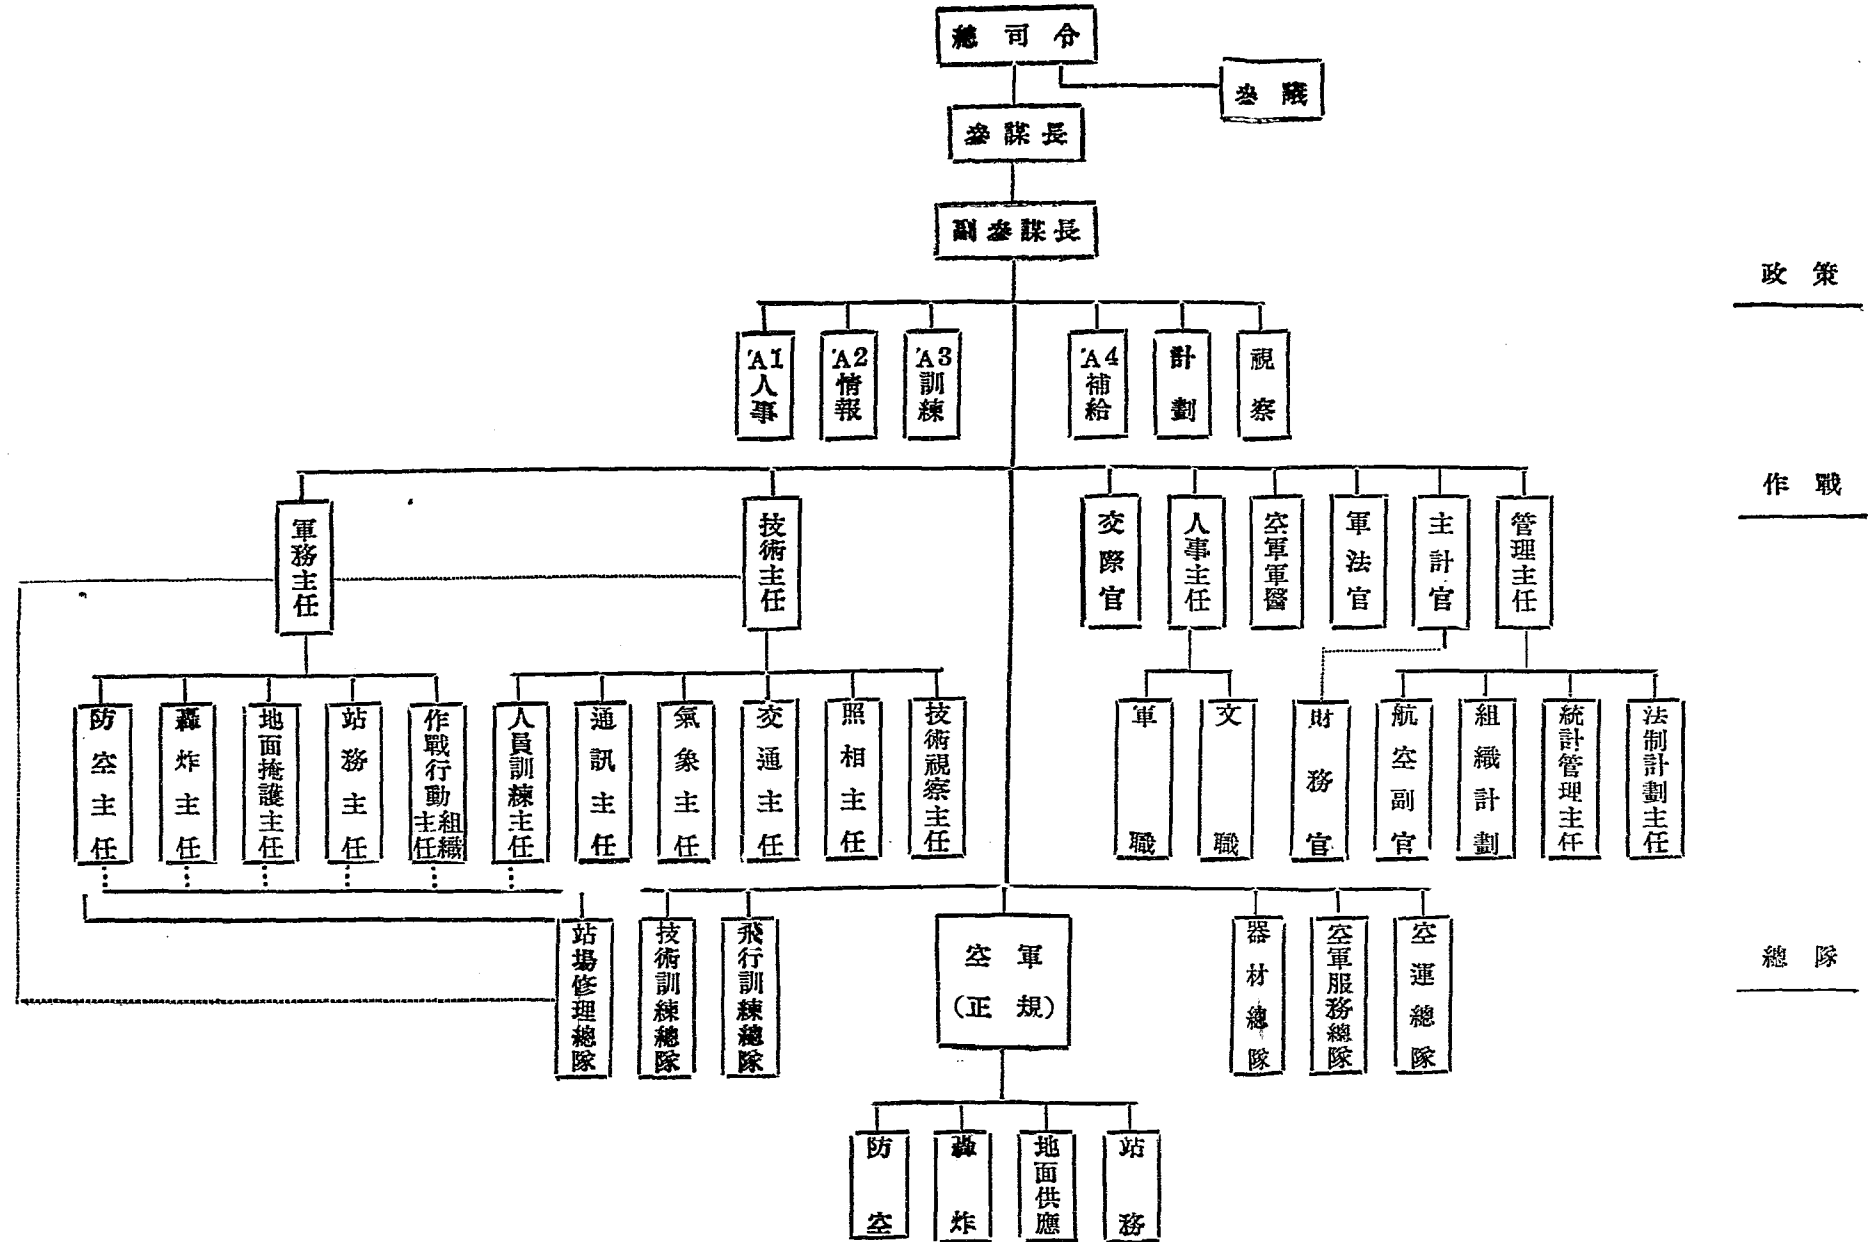 總司令
參議
參謀長
副參謀長
政策
A1人事
A2情報
A3訓練
A4補給
計劃
視察
作戰
軍務主任
技術主任
交際官
人事主任
空軍軍醫
軍法官
主計官
管理主任
防空主任
轟炸主任
地面掩護主任
站務主任
作戰行動組織主任
人員訓練主任
通訊主任
氣象主任
交通主任
照相主任
技術視察主任
軍職
文職
財務官
航空副官
組織計劃
統計管理主任
法制計劃主任
站場修理總隊
技術訓練總隊
飛行訓練總隊
空軍
(正規)
器材總隊
空軍服務總隊
空運總隊
總隊
防空
轟炸
地面供應
站務